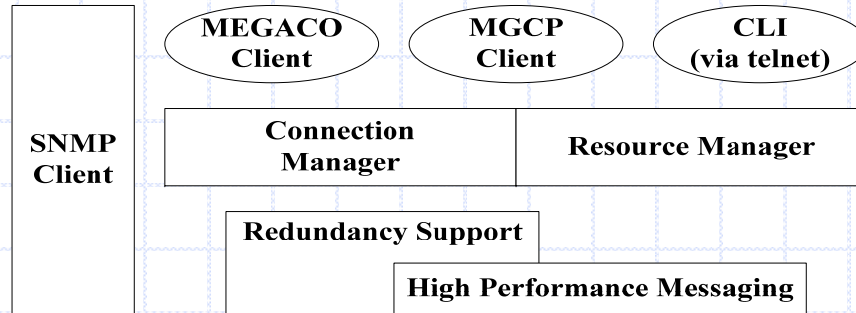 MEGACO
Client
MGCP
Client
CLI
(via telnet)
SNMP
Client
Connection
Manager
Resource Manager
Redundancy Support
High Performance Messaging